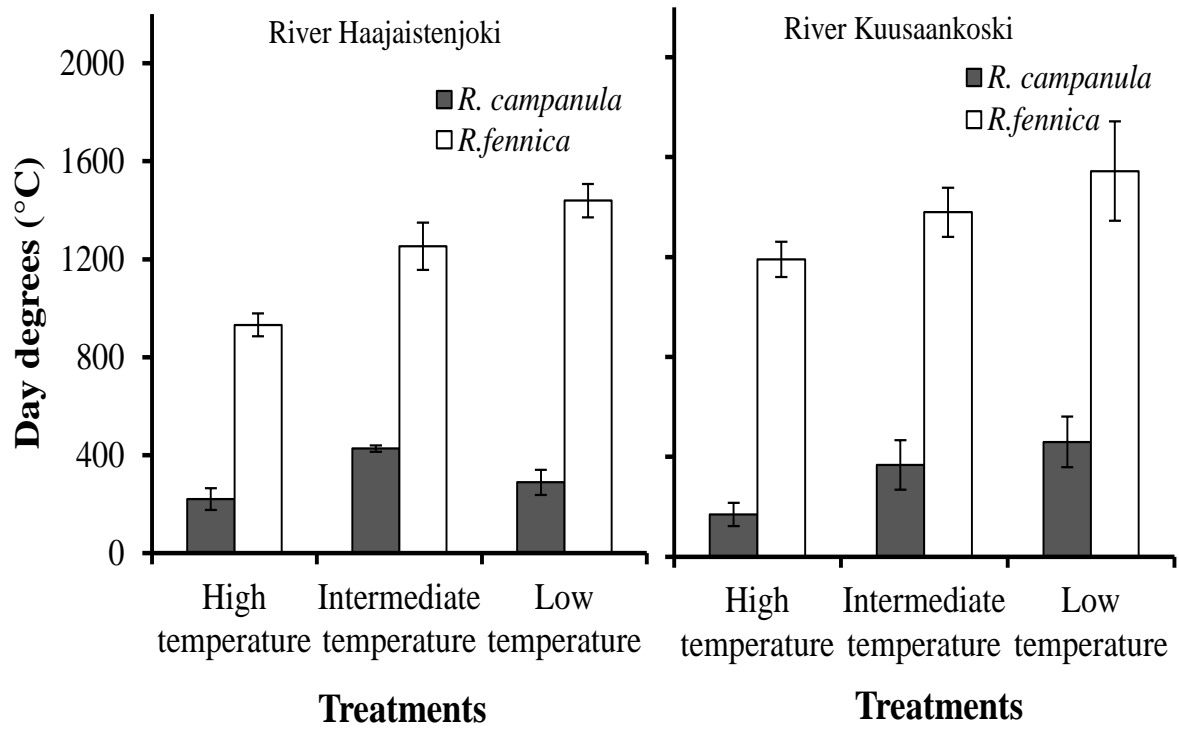 River Haajaistenjoki
River Kuusaankoski
2000
1600
1200
800
400
0
Day degrees (°C)
R. campanula
R.fennica
R. campanula
R.fennica
High
temperature
Intermediate
temperature
Low
temperature
High
temperature
Intermediate
temperature
Low
temperature
Treatments
Treatments